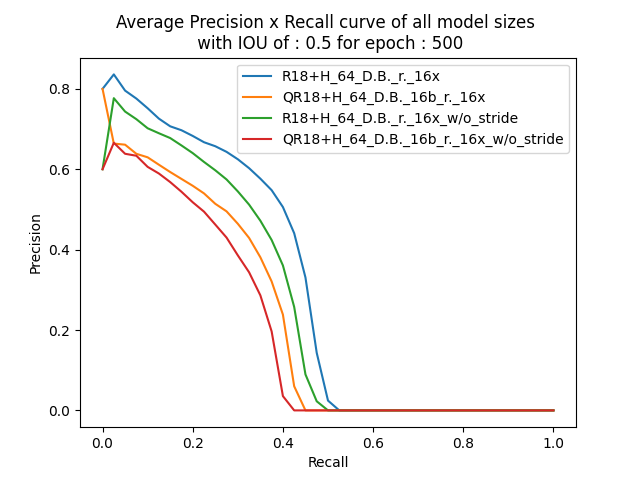 Average Precision x Recall curve of all model sizes
with IOU of : 0.5 for epoch : 500
R18+H_64_D.B._r._16x
QR18+H_64_D.B._16b_r._16x
R18+H_64_D.B._r._16x_w/o_stride
QR18+H_64_D.B._16b_r._16x_w/o_stride
Precision
0.8
0.6
0.4
0.2
0.0
0.0 0.2 0.4 0.6 0.8 1.0
Recall